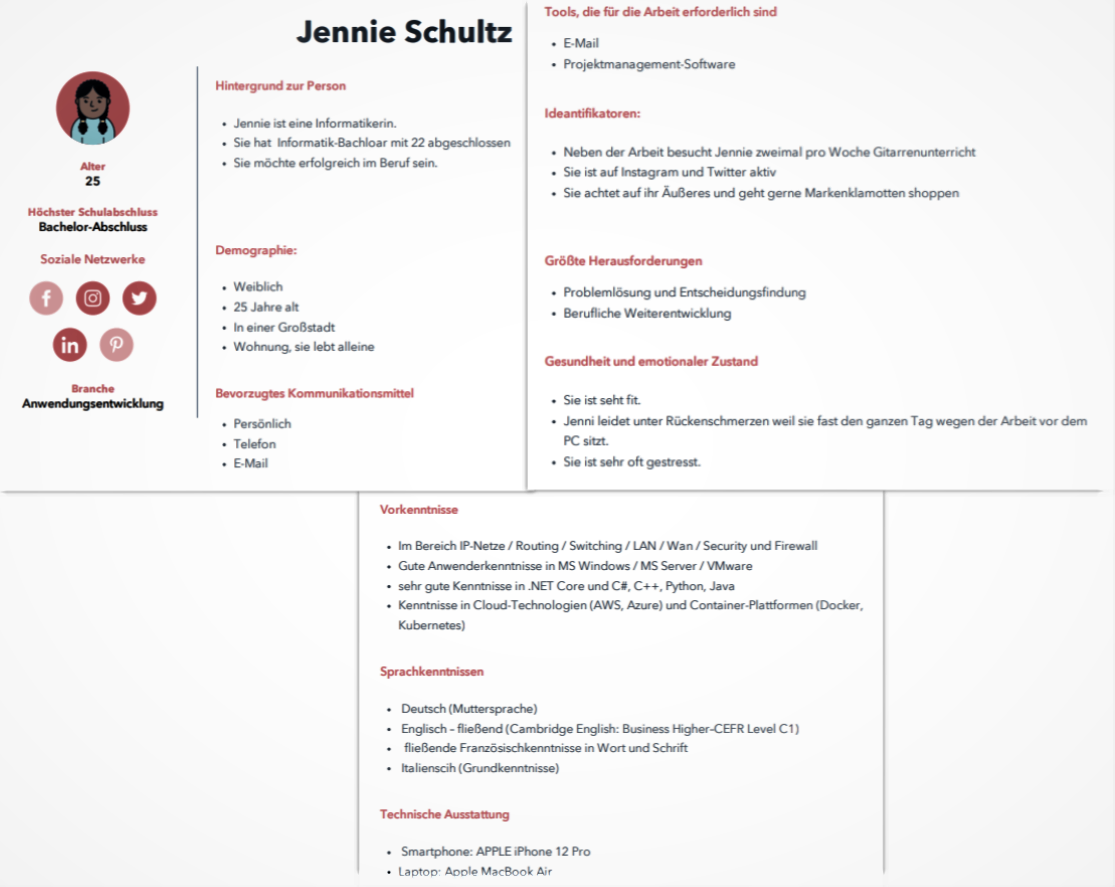 Jennie Schultz
Alter
25
Höchster Schulabschluss
Bachelor-Abschluss
Soziale Netzwerke
Branche
Anwendungsentwicklung
Hintergrund zur Person
• Jennie ist eine Informatikerin.
• Sie hat Informatik-Bachloar mit 22 abgeschlossen
• Sie möchte erfolgreich im Beruf sein.
Demographie:
• Weiblich
• 25 Jahre alt
• In einer Großstadt
• Wohnung, sie lebt alleine
Bevorzugtes Kommunikationsmittel
• Persönlich
• Telefon
• E-Mail
Tools, die für die Arbeit erforderlich sind
• E-Mail
• Projektmanagement-Software
Ideantifikatoren:
• Neben der Arbeit besucht Jennie zweimal pro Woche Gitarrenunterricht
• Sie ist auf Instagram und Twitter aktiv
• Sie achtet auf ihr Äußeres und geht gerne Markenklamotten shoppen
Größte Herausforderungen
• Problemlösung und Entscheidungsfindung
• Berufliche Weiterentwicklung
Gesundheit und emotionaler Zustand
• Sie ist seht fit.
• Jenni leidet unter Rückenschmerzen weil sie fast den ganzen Tag wegen der Arbeit vor dem
PC sitzt.
• Sie ist sehr oft gestresst.
Vorkenntnisse
• Im Bereich IP-Netze / Routing / Switching / LAN / Wan / Security und Firewall
• Gute Anwenderkenntnisse in MS Windows / MS Server / VMware
• sehr gute Kenntnisse in .NET Core und C#, C++, Python, Java
• Kenntnisse in Cloud-Technologien (AWS, Azure) und Container-Plattformen (Docker,
Kubernetes)
Sprachkenntnissen
• Deutsch (Muttersprache)
• Englisch – fließend (Cambridge English: Business Higher-CEFR Level C1)
• fließende Französischkenntnisse in Wort und Schrift
• Italienscih (Grundkenntnisse)
Technische Ausstattung
• Smartphone: APPLE iPhone 12 Pro
• Laptop: Apple MacBook Air